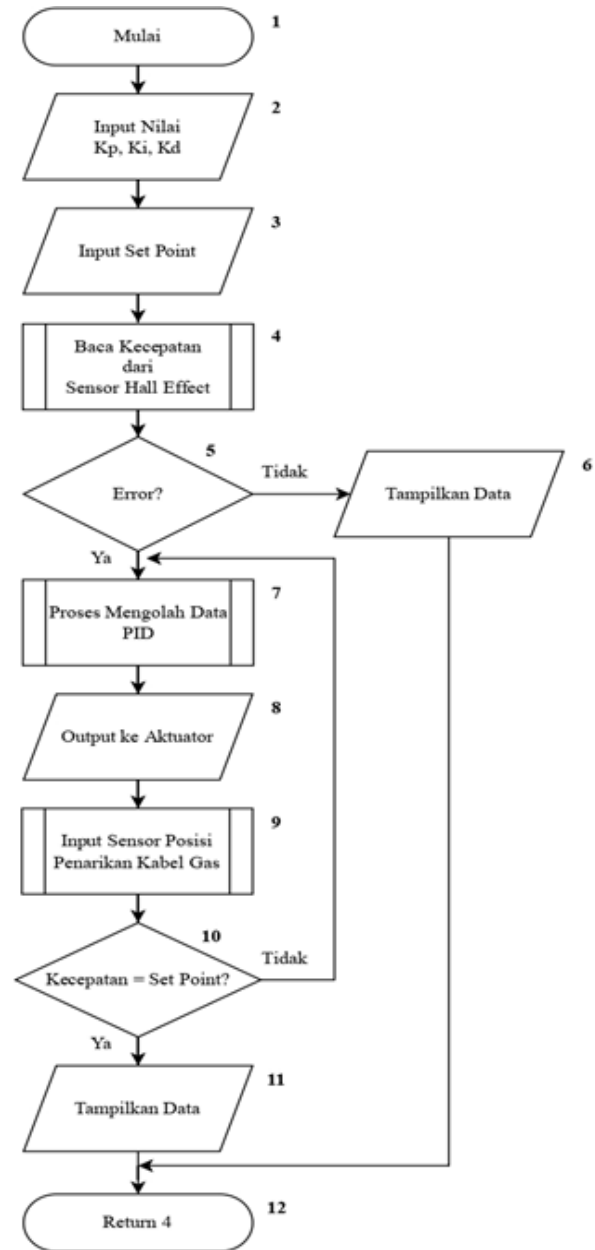 Mulai
1
Input Nilai
Kp, Ki, Kd
2
Input Set Point
3
Baca Kecepatan
dari
Sensor Hall Effect
4
Error?
5
Tidak
Tampilkan Data
6
Ya
Proses Mengolah Data
PID
7
Output ke Aktuator
8
Input Sensor Posisi
Penarikan Kabel Gas
9
Kecepatan = Set Point?
10
Tidak
Ya
Tampilkan Data
11
Return 4
12